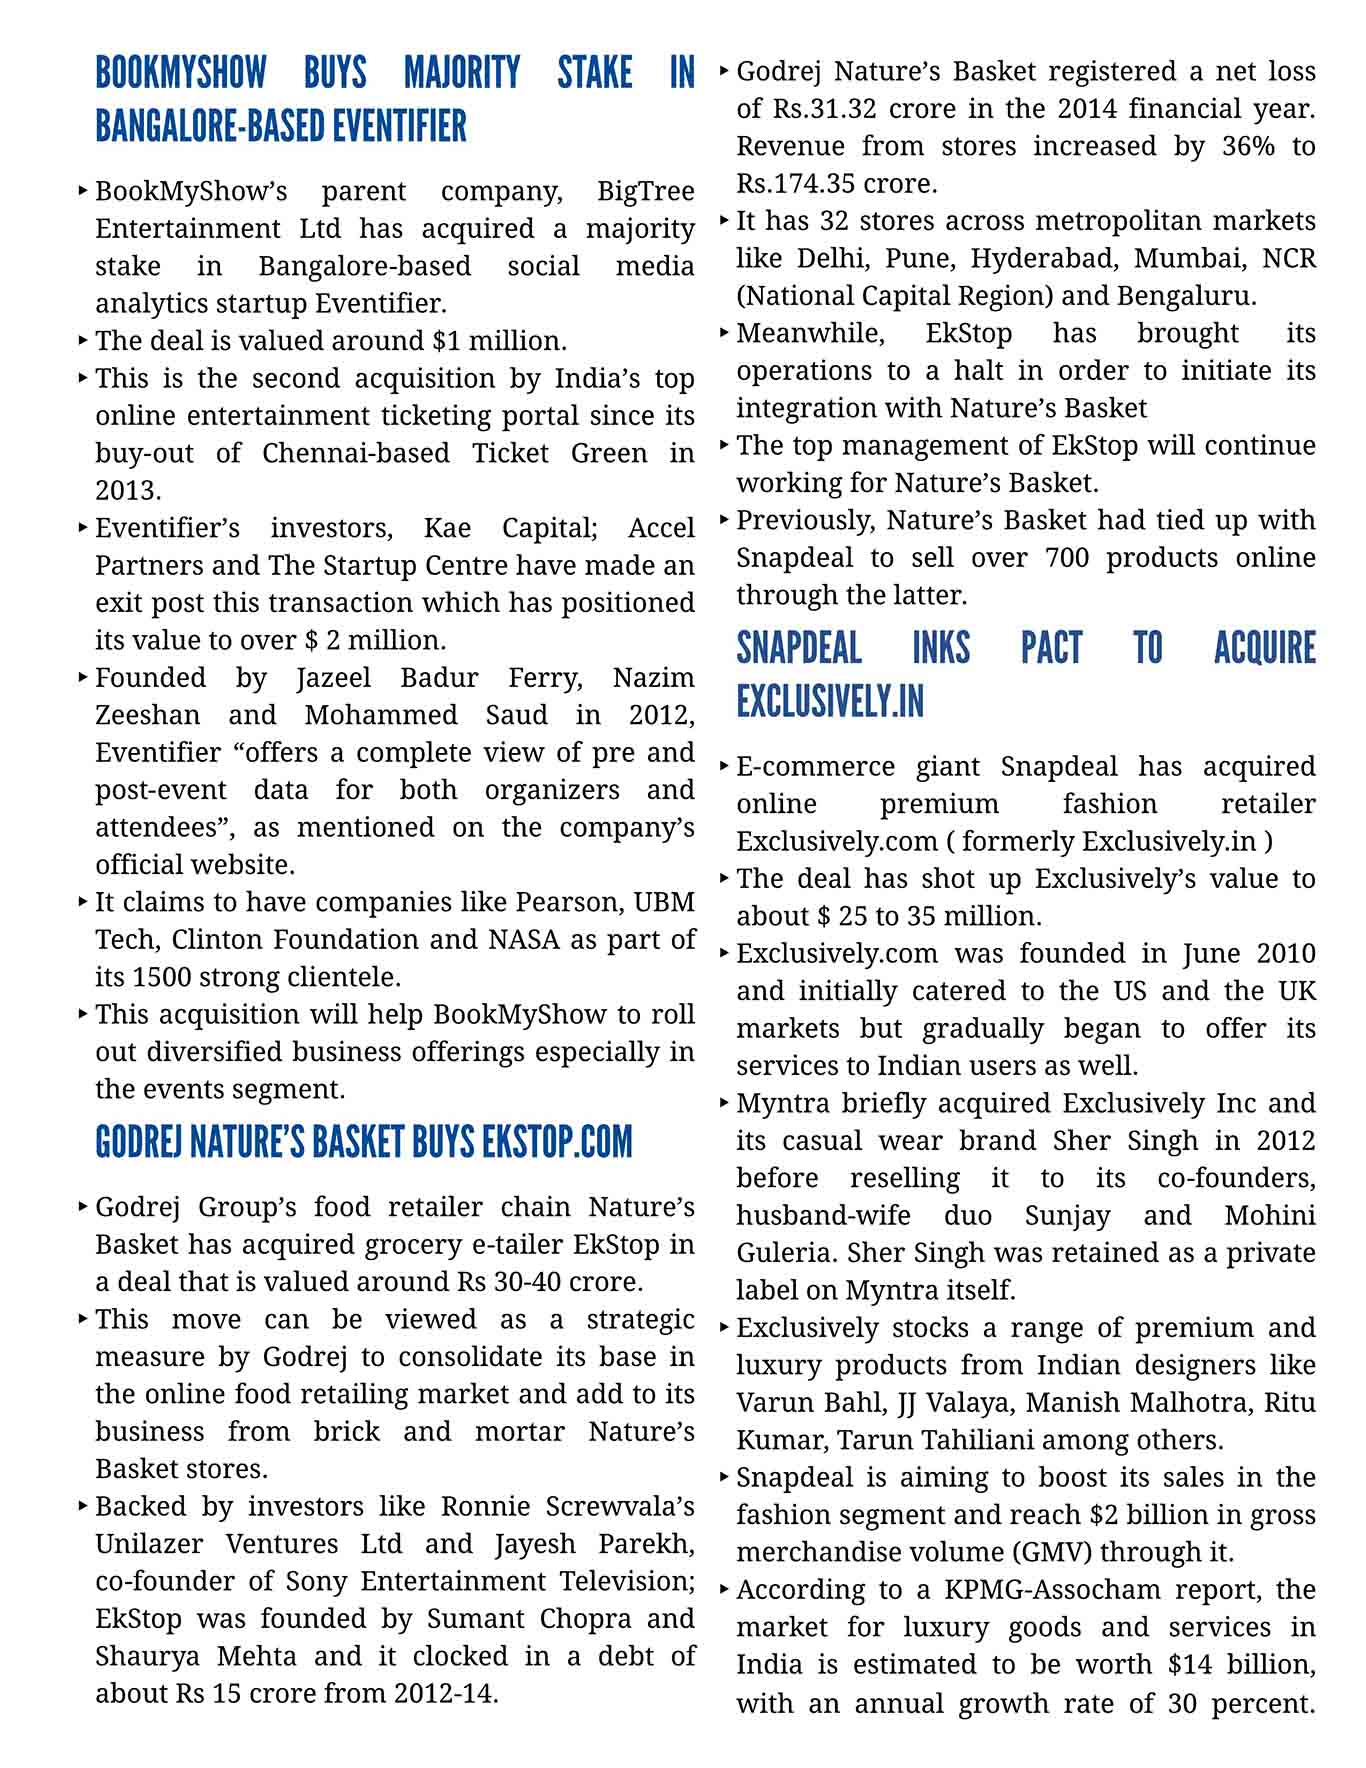 BOOKMYSHOW BUYS MAJORITY STAKE IN
BANGALORE-BASED EVENTIFIER
‣ BookMyShow’s parent company, BigTree
Entertainment Ltd has acquired a majority
stake in Bangalore-based social media
analytics startup Eventifier.
‣ The deal is valued around $1 million.
‣ This is the second acquisition by India’s top
online entertainment ticketing portal since its
buy-out of Chennai-based Ticket Green in
2013.
‣ Eventifier’s investors, Kae Capital; Accel
Partners and The Startup Centre have made an
exit post this transaction which has positioned
its value to over $ 2 million.
‣ Founded by Jazeel Badur Ferry, Nazim
Zeeshan and Mohammed Saud in 2012,
Eventifier “offers a complete view of pre and
post-event data for both organizers and
attendees”, as mentioned on the company’s
official website.
‣ It claims to have companies like Pearson, UBM
Tech, Clinton Foundation and NASA as part of
its 1500 strong clientele.
‣ This acquisition will help BookMyShow to roll
out diversified business offerings especially in
the events segment.
GODREJ NATURE’S BASKET BUYS EKSTOP.COM
‣ Godrej Group’s food retailer chain Nature’s
Basket has acquired grocery e-tailer EkStop in
a deal that is valued around Rs 30-40 crore.
‣ This move can be viewed as a strategic
measure by Godrej to consolidate its base in
the online food retailing market and add to its
business from brick and mortar Nature’s
Basket stores.
‣ Backed by investors like Ronnie Screwvala’s
Unilazer Ventures Ltd and Jayesh Parekh,
co-founder of Sony Entertainment Television;
EkStop was founded by Sumant Chopra and
Shaurya Mehta and it clocked in a debt of
about Rs 15 crore from 2012-14.
‣ Godrej Nature’s Basket registered a net loss
of Rs.31.32 crore in the 2014 financial year.
Revenue from stores increased by 36% to
Rs.174.35 crore.
‣ It has 32 stores across metropolitan markets
like Delhi, Pune, Hyderabad, Mumbai, NCR
(National Capital Region) and Bengaluru.
‣ Meanwhile, EkStop has brought its
operations to a halt in order to initiate its
integration with Nature’s Basket
‣ The top management of EkStop will continue
working for Nature’s Basket.
‣ Previously, Nature’s Basket had tied up with
Snapdeal to sell over 700 products online
through the latter.
SNAPDEAL INKS PACT TO ACQUIRE
EXCLUSIVELY.IN
‣ E-commerce giant Snapdeal has acquired
online premium fashion retailer
Exclusively.com ( formerly Exclusively.in )
‣ The deal has shot up Exclusively’s value to
about $ 25 to 35 million.
‣ Exclusively.com was founded in June 2010
and initially catered to the US and the UK
markets but gradually began to offer its
services to Indian users as well.
‣ Myntra briefly acquired Exclusively Inc and
its casual wear brand Sher Singh in 2012
before reselling it to its co-founders,
husband-wife duo Sunjay and Mohini
Guleria. Sher Singh was retained as a private
label on Myntra itself.
‣ Exclusively stocks a range of premium and
luxury products from Indian designers like
Varun Bahl, JJ Valaya, Manish Malhotra, Ritu
Kumar, Tarun Tahiliani among others.
‣ Snapdeal is aiming to boost its sales in the
fashion segment and reach $2 billion in gross
merchandise volume (GMV) through it.
‣ According to a KPMG-Assocham report, the
market for luxury goods and services in
India is estimated to be worth $14 billion,
with an annual growth rate of 30 percent.